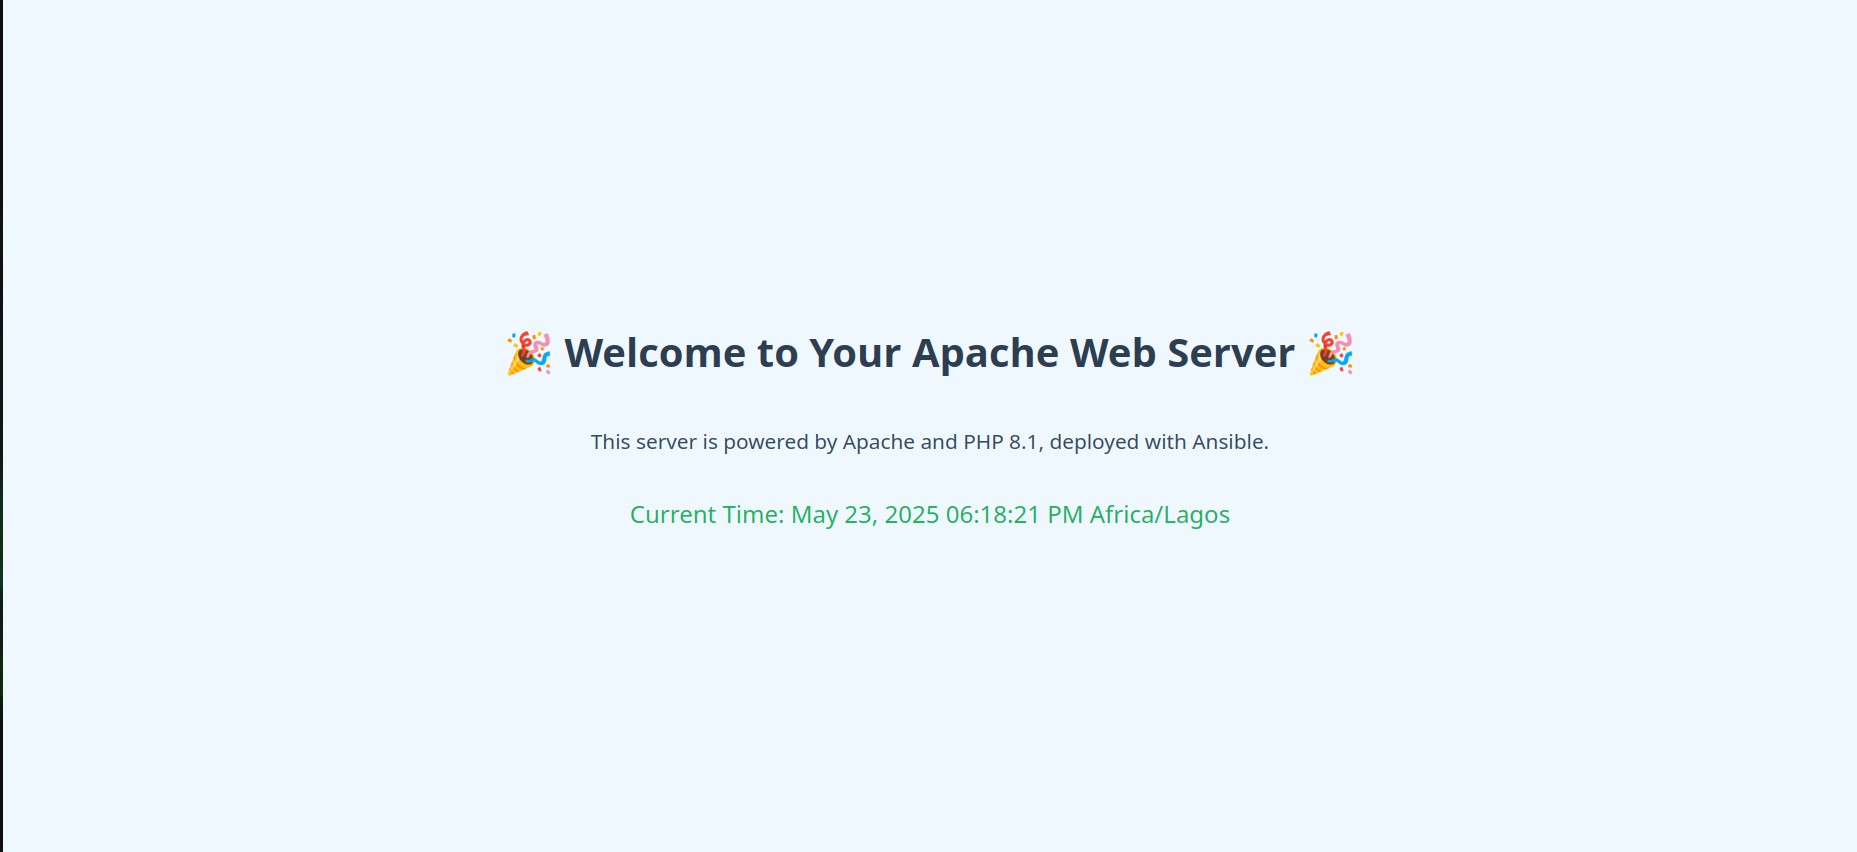 🎉 Welcome to Your Apache Web Server 🎉
This server is powered by Apache and PHP 8.1, deployed with Ansible.
Current Time: May 23, 2025 06:18:21 PM Africa/Lagos